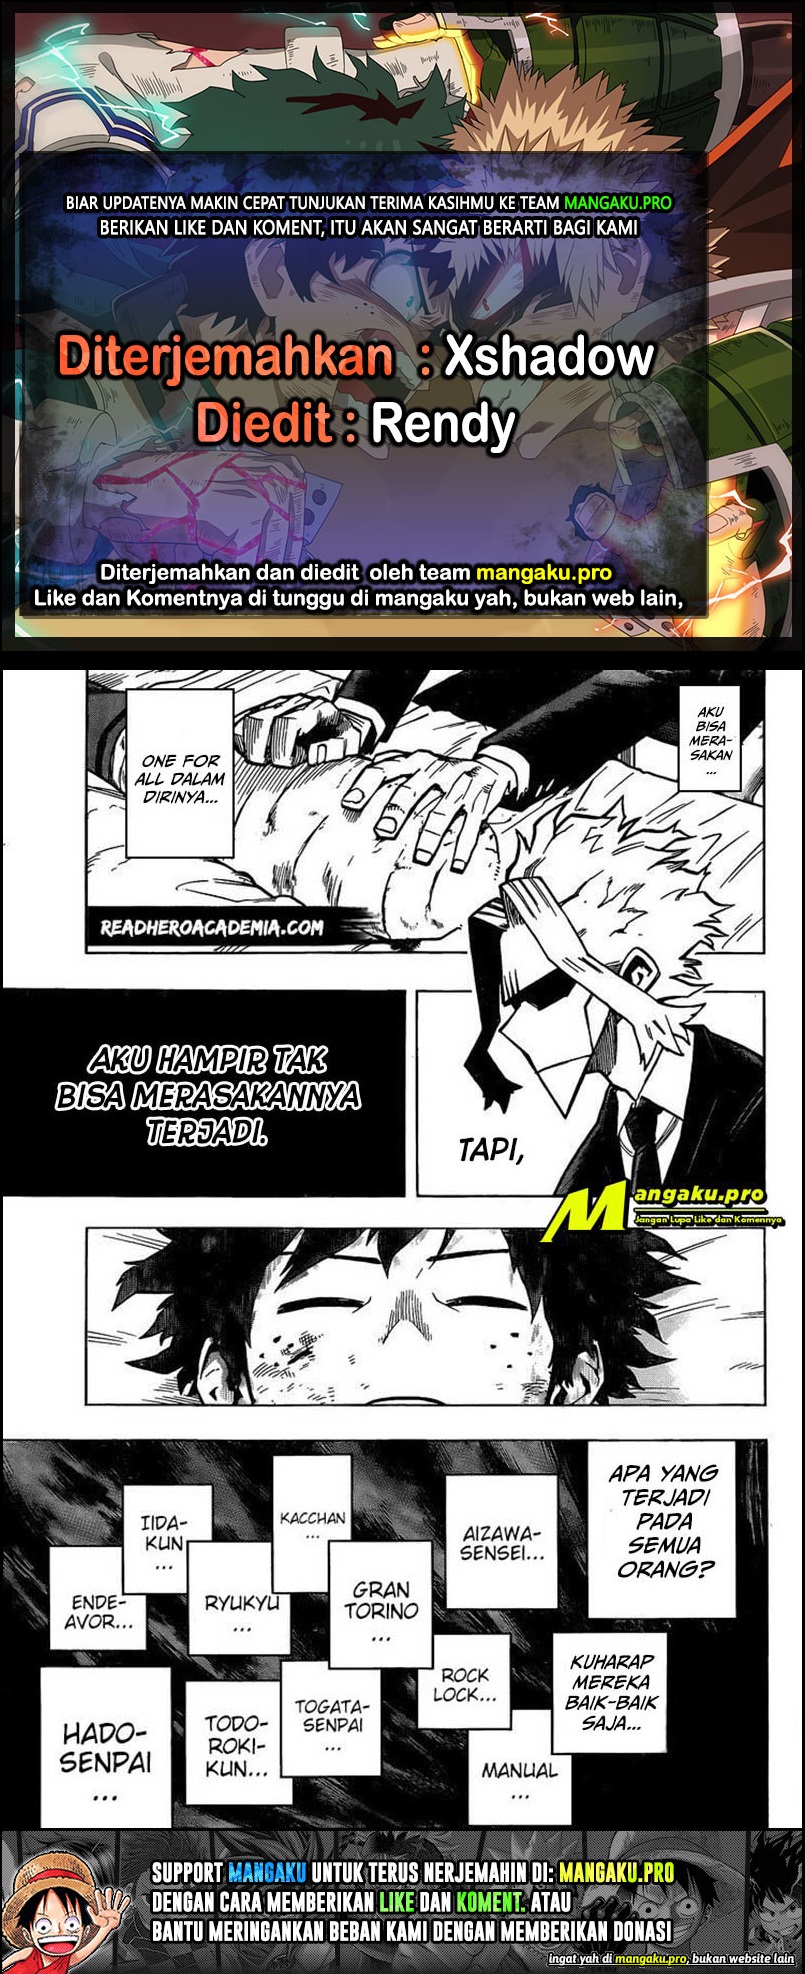 BIAR UPDATENYA MAKIN CEPAT TUNJUKAN TERIMA KASIHMU KE TEAM MANGAKU.PRO
BERIKAN LIKE DAN KOMENT, ITU AKAN SANGAT BERARTI BAGI KAMI
Diterjemahkan : Xshadow
Diedit : Rendy
Diterjemahkan dan diedit oleh team mangaku.pro
Like dan Komentnya di tunggu di mangaku yah, bukan web lain,
AKU
BISA
MERA-
SAKAN
...
ONE FOR
ALL DALAM
DIRINYA...
READHEROACADEMIA.COM
TAPI,
AKU HAMPIR TAK
BISA MERASAKANNYA
TERJADI.
Mangaku.pro
Jangan Lupa Like dan Komennya
APA YANG
TERJADI
PADA
SEMUA
ORANG?
AIZAWA-
SENSEI...
KACCHAN
...
GRAN
TORINO
...
IIDA-
KUN
...
RYUKYU
...
ENDE-
AVOR...
KUHARAP
MEREKA
BAIK-BAIK
SAJA...
ROCK
LOCK...
MANUAL
...
TOGATA-
SENPAI
...
TODO-
ROKI-
KUN...
HADO-
SENPAI
...
SUPPORT MANGAKU UNTUK TERUS NERJEMAHIN DI: MANGAKU.PRO
DENGAN CARA MEMBERIKAN LIKE DAN KOMENT. ATAU
BANTU MERINGANKAN BEBAN KAMI DENGAN MEMBERIKAN DONASI
ingat yah di mangaku.pro, bukan website lain